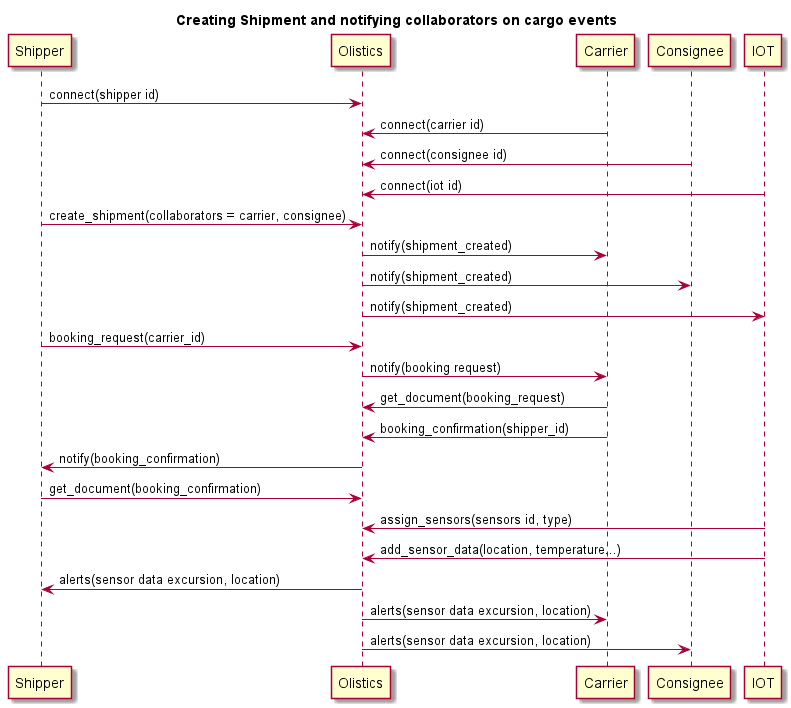 Creating Shipment and notifying collaborators on cargo events
Shipper Olistics Carrier Consignee IOT
connect(shipper id)
connect(carrier id)
connect(consignee id)
connect(iot id)
create_shipment(collaborators = carrier, consignee)
notify(shipment_created)
notify(shipment_created)
notify(shipment_created)
booking_request(carrier_id)
notify(booking request)
get_document(booking_request)
booking_confirmation(shipper_id)
notify(booking_confirmation)
get_document(booking_confirmation)
assign_sensors(sensors id, type)
add_sensor_data(location, temperature,..)
alerts(sensor data excursion, location)
alerts(sensor data excursion, location)
alerts(sensor data excursion, location)
Shipper Olistics Carrier Consignee IOT